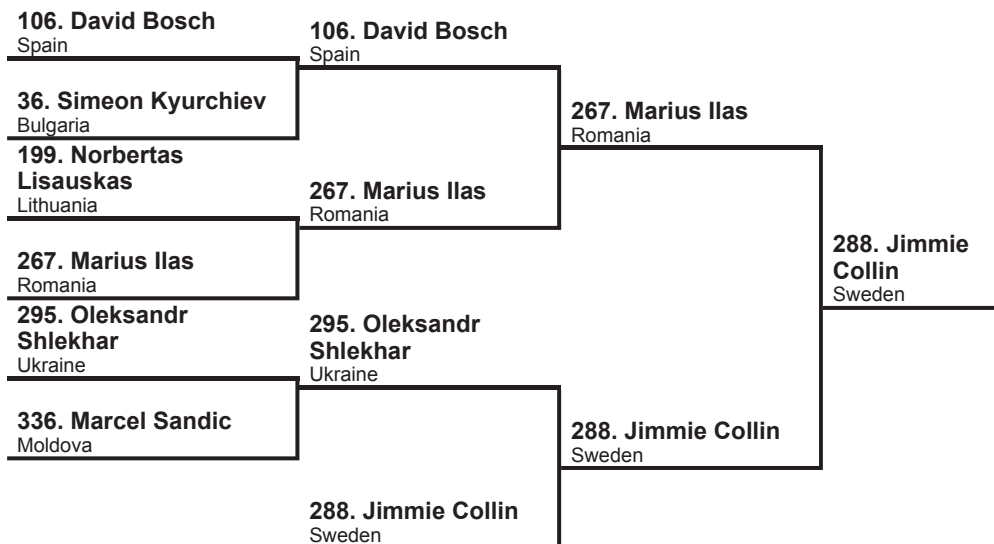 106. David Bosch
Spain
36. Simeon Kyurchiev
Bulgaria
199. Norbertas
Lisauskas
Lithuania
267. Marius Ilas
Romania
295. Oleksandr
Shlekhar
Ukraine
336. Marcel Sandic
Moldova
106. David Bosch
Spain
267. Marius Ilas
Romania
295. Oleksandr
Shlekhar
Ukraine
288. Jimmie Collin
Sweden
267. Marius Ilas
Romania
288. Jimmie Collin
Sweden
288. Jimmie
Collin
Sweden